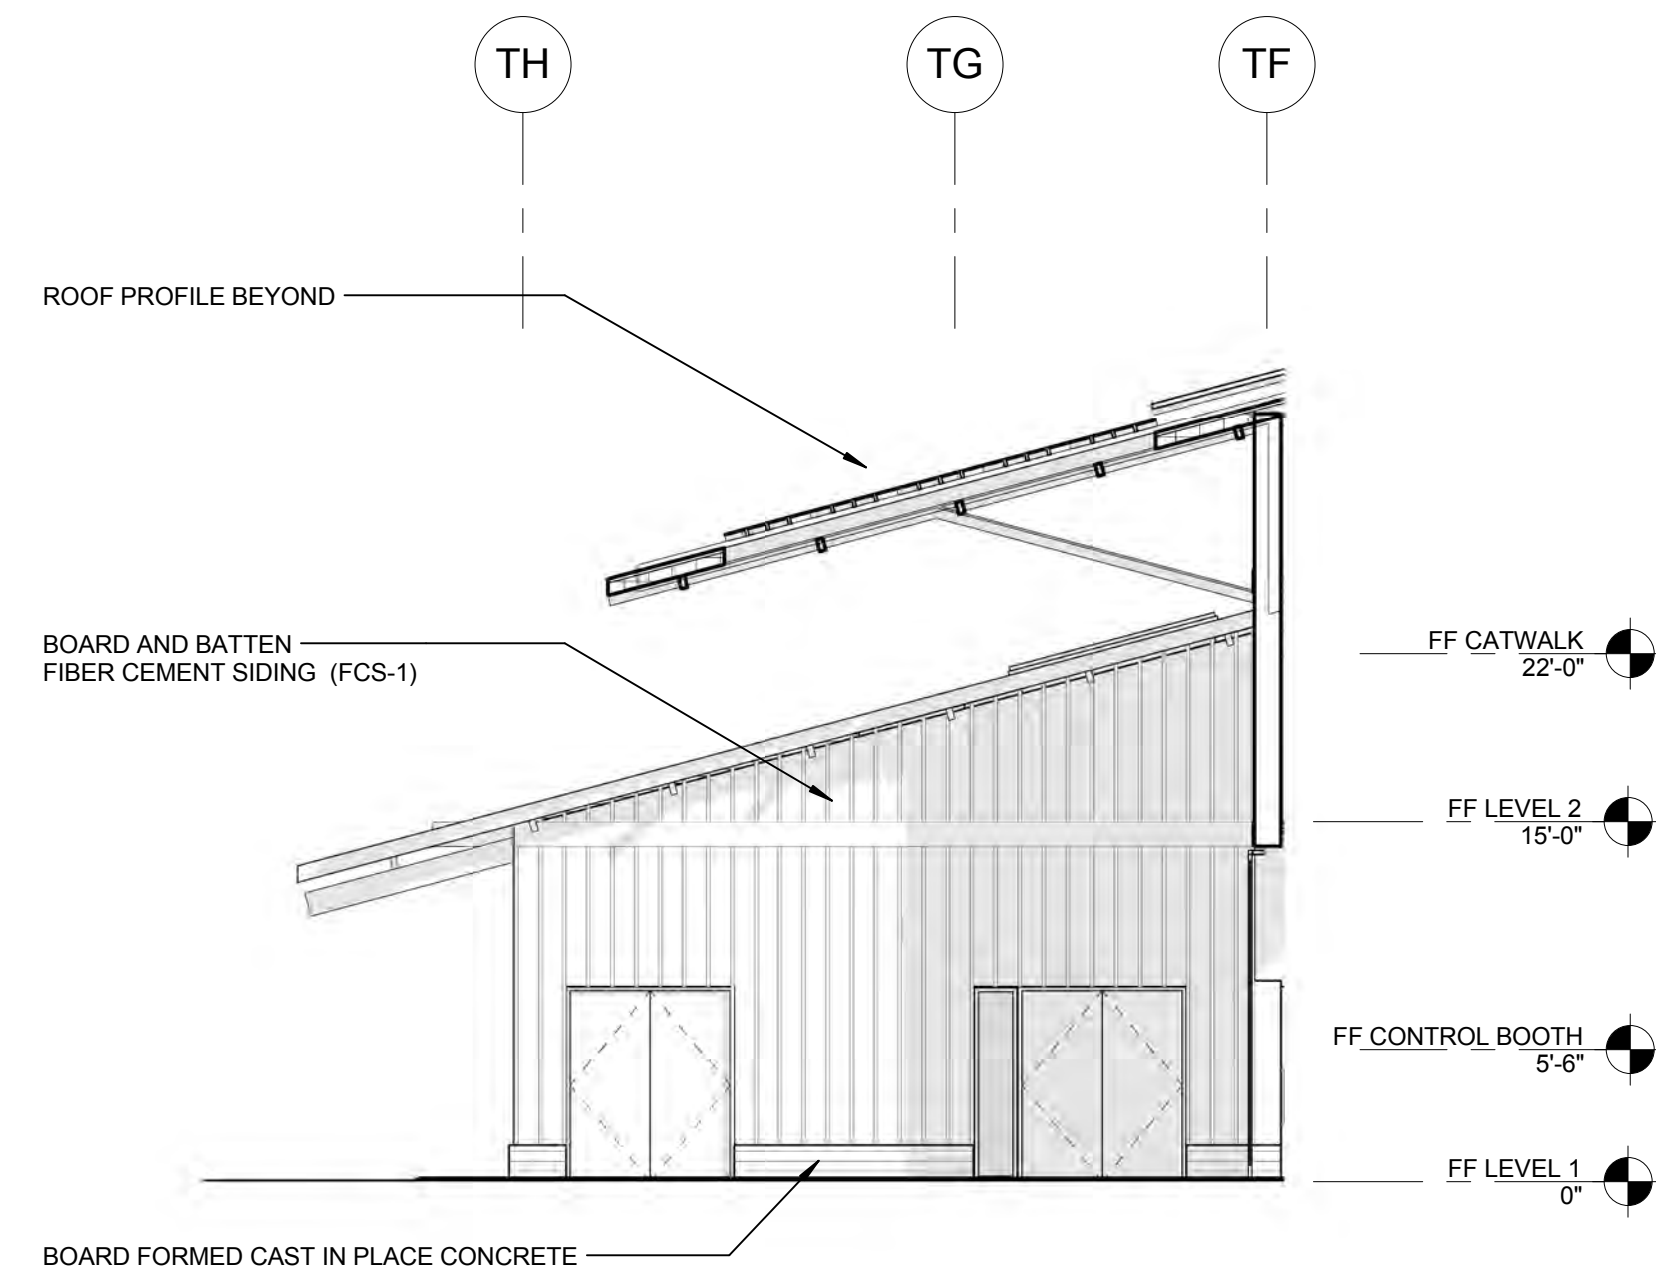 TH
TG
TF
ROOF PROFILE BEYOND
BOARD AND BATTEN
FIBER CEMENT SIDING (FCS-1)
FF CATWALK
22'-0"
FF LEVEL 2
15'-0"
FF CONTROL BOOTH
5'-6"
FF LEVEL 1
0"
BOARD FORMED CAST IN PLACE CONCRETE